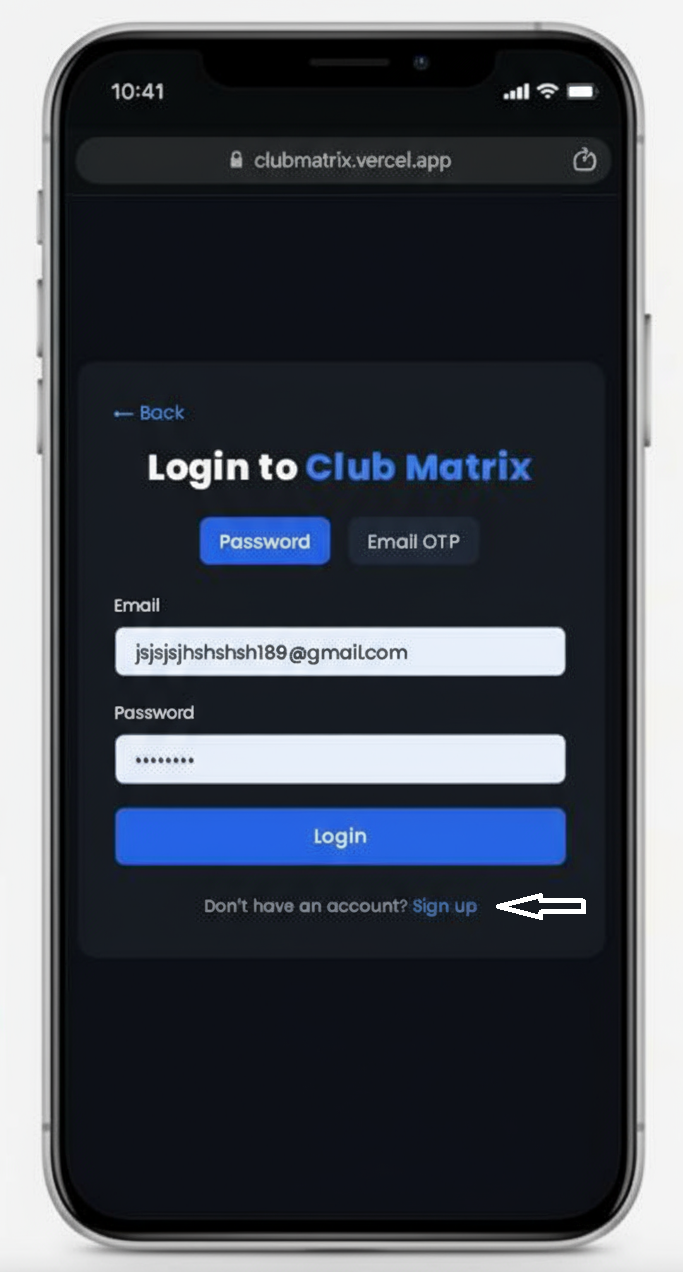 10:41
clubmatrix.vercel.app
← Back
Login to Club Matrix
Password Email OTP
Email
jsjsjsjhshshsh189@gmail.com
Password
••••••••
Login
Don't have an account? Sign up